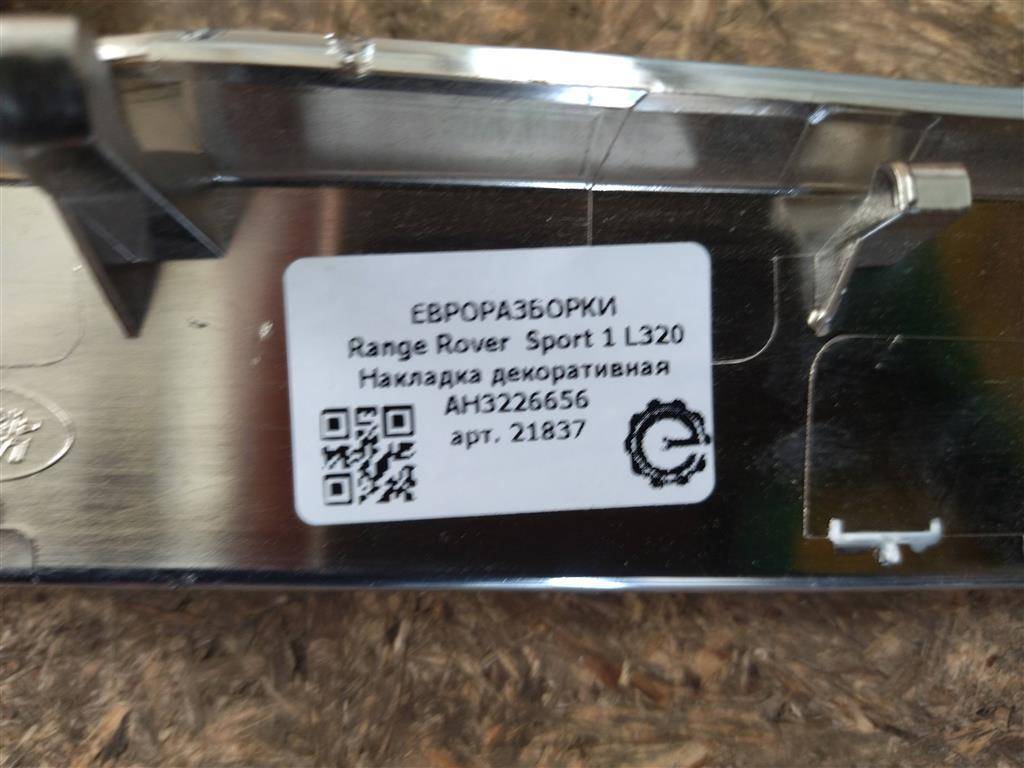 ЕВРОРАЗБОРКИ
Range Rover Sport 1 L320
Накладка декоративная
AH3226656
арт. 21837